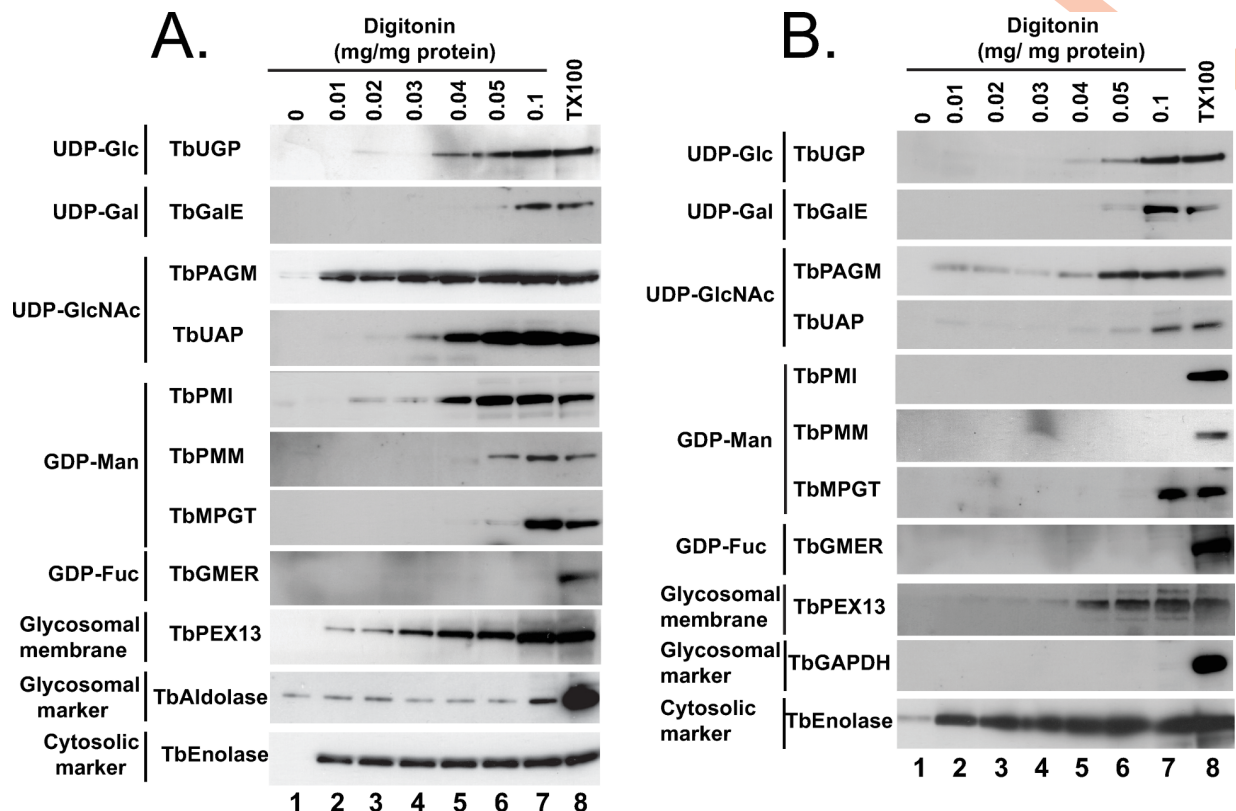 A.
Digitonin
(mg/mg protein)
0 0.01 0.02 0.03 0.04 0.05 0.1 TX100
UDP-Glc TbUGP
UDP-Gal TbGalE
UDP-GlcNAc
TbPAGM
TbUAP
GDP-Man
TbPMI
TbPMM
TbMPGT
GDP-Fuc TbGMER
Glycosomal
membrane
TbPEX13
Glycosomal
marker
TbAldolase
Cytosolic
marker
TbEnolase
1 2 3 4 5 6 7 8
B.
Digitonin
(mg/ mg protein)
0 0.01 0.02 0.03 0.04 0.05 0.1 TX100
UDP-Glc TbUGP
UDP-Gal TbGalE
UDP-GlcNAc
TbPAGM
TbUAP
GDP-Man
TbPMI
TbPMM
TbMPGT
GDP-Fuc TbGMER
Glycosomal
membrane
TbPEX13
Glycosomal
marker
TbGAPDH
Cytosolic
marker
TbEnolase
1 2 3 4 5 6 7 8